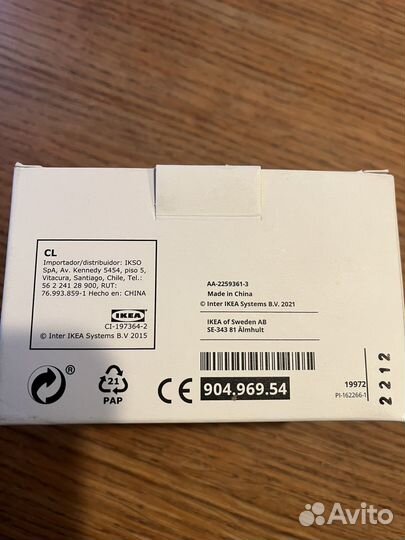 CL
Importador/distribuidor: IKSO
SpA, Av. Kennedy 5454, piso 5,
Vitacura, Santiago, Chile, Tel.:
56 2 241 28 900, RUT:
76.993.859-1 Hecho en: CHINA
IKEA
CI-197364-2
© Inter IKEA Systems B.V 2015
AA-2259361-3
Made in China
© Inter IKEA Systems B.V. 2021
IKEA of Sweden AB
SE-343 81 Älmhult
®
21
PAP
CE
904.969.54
19972
PI-162266-1
2212
Avito